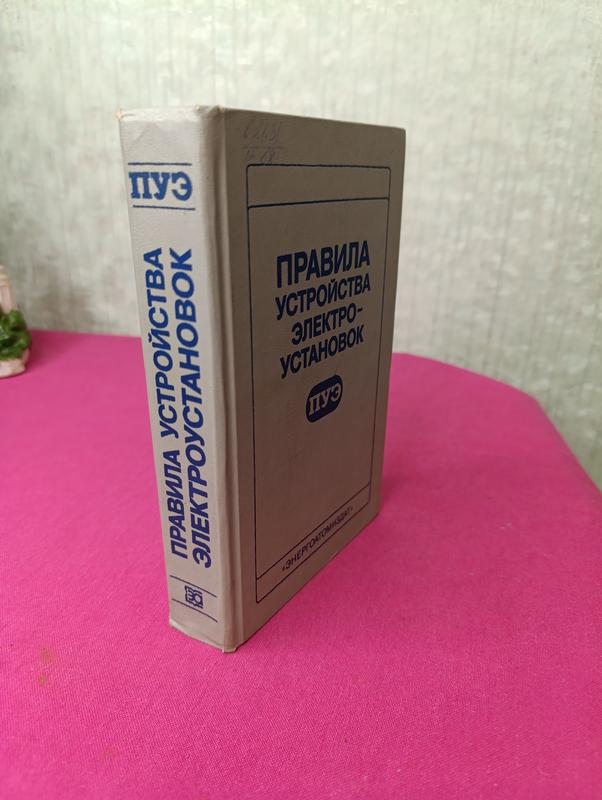 ПУЭ
ПРАВИЛА УСТРОЙСТВА
ЭЛЕКТРОУСТАНОВОК
ПРАВИЛА
УСТРОЙСТВА
ЭЛЕКТРО-
УСТАНОВОК
ПУЭ
«ЭНЕРГОАТОМИЗДАТ»